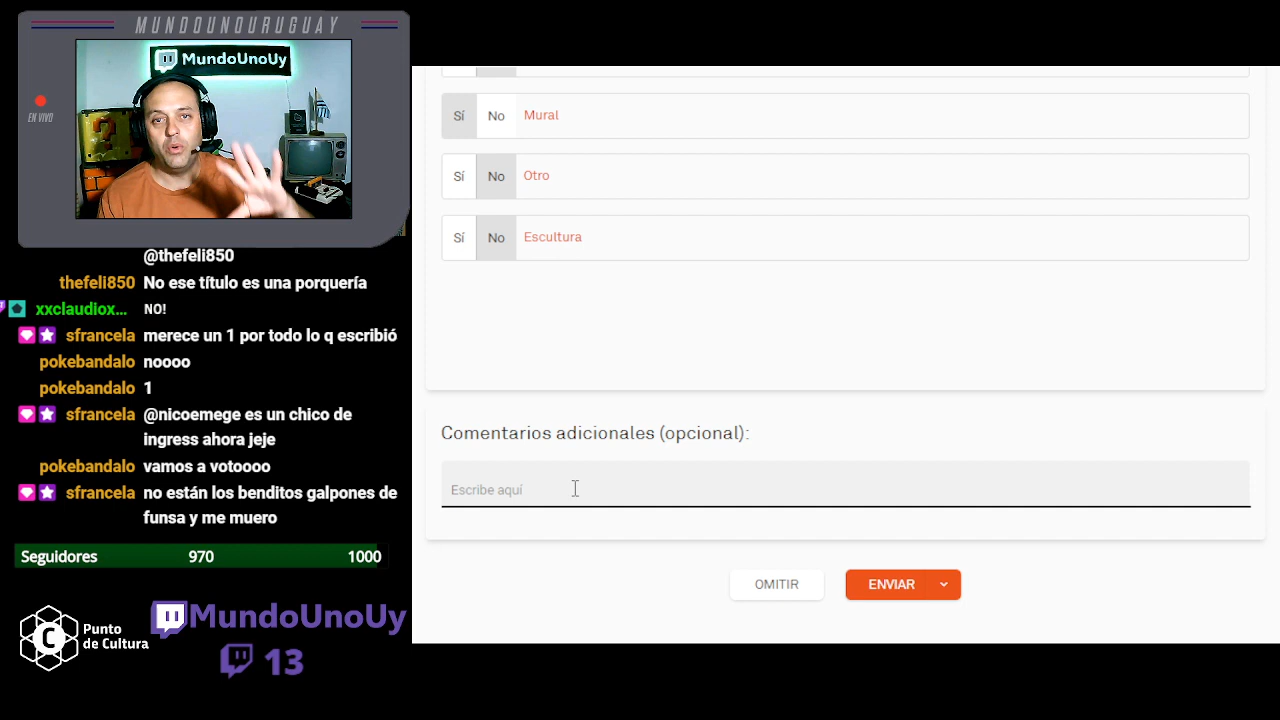 MUNDOUNOURUGUAY
MundoUnoUy
EN VIVO
@thefeli850
thefeli850 No ese título es una porquería
xxclaudiox... NO!
sfrancela merece un 1 por todo lo q escribió
pokebandalo noooo
pokebandalo 1
sfrancela @nicoemege es un chico de
ingress ahora jeje
pokebandalo vamos a votoooo
sfrancela no están los benditos galpones de
funsa y me muero
Seguidores 970 1000
C Punto
de Cultura
MundoUnoUy
13
Sí No Mural
Sí No Otro
Sí No Escultura
Comentarios adicionales (opcional):
Escribe aquí
OMITIR ENVIAR